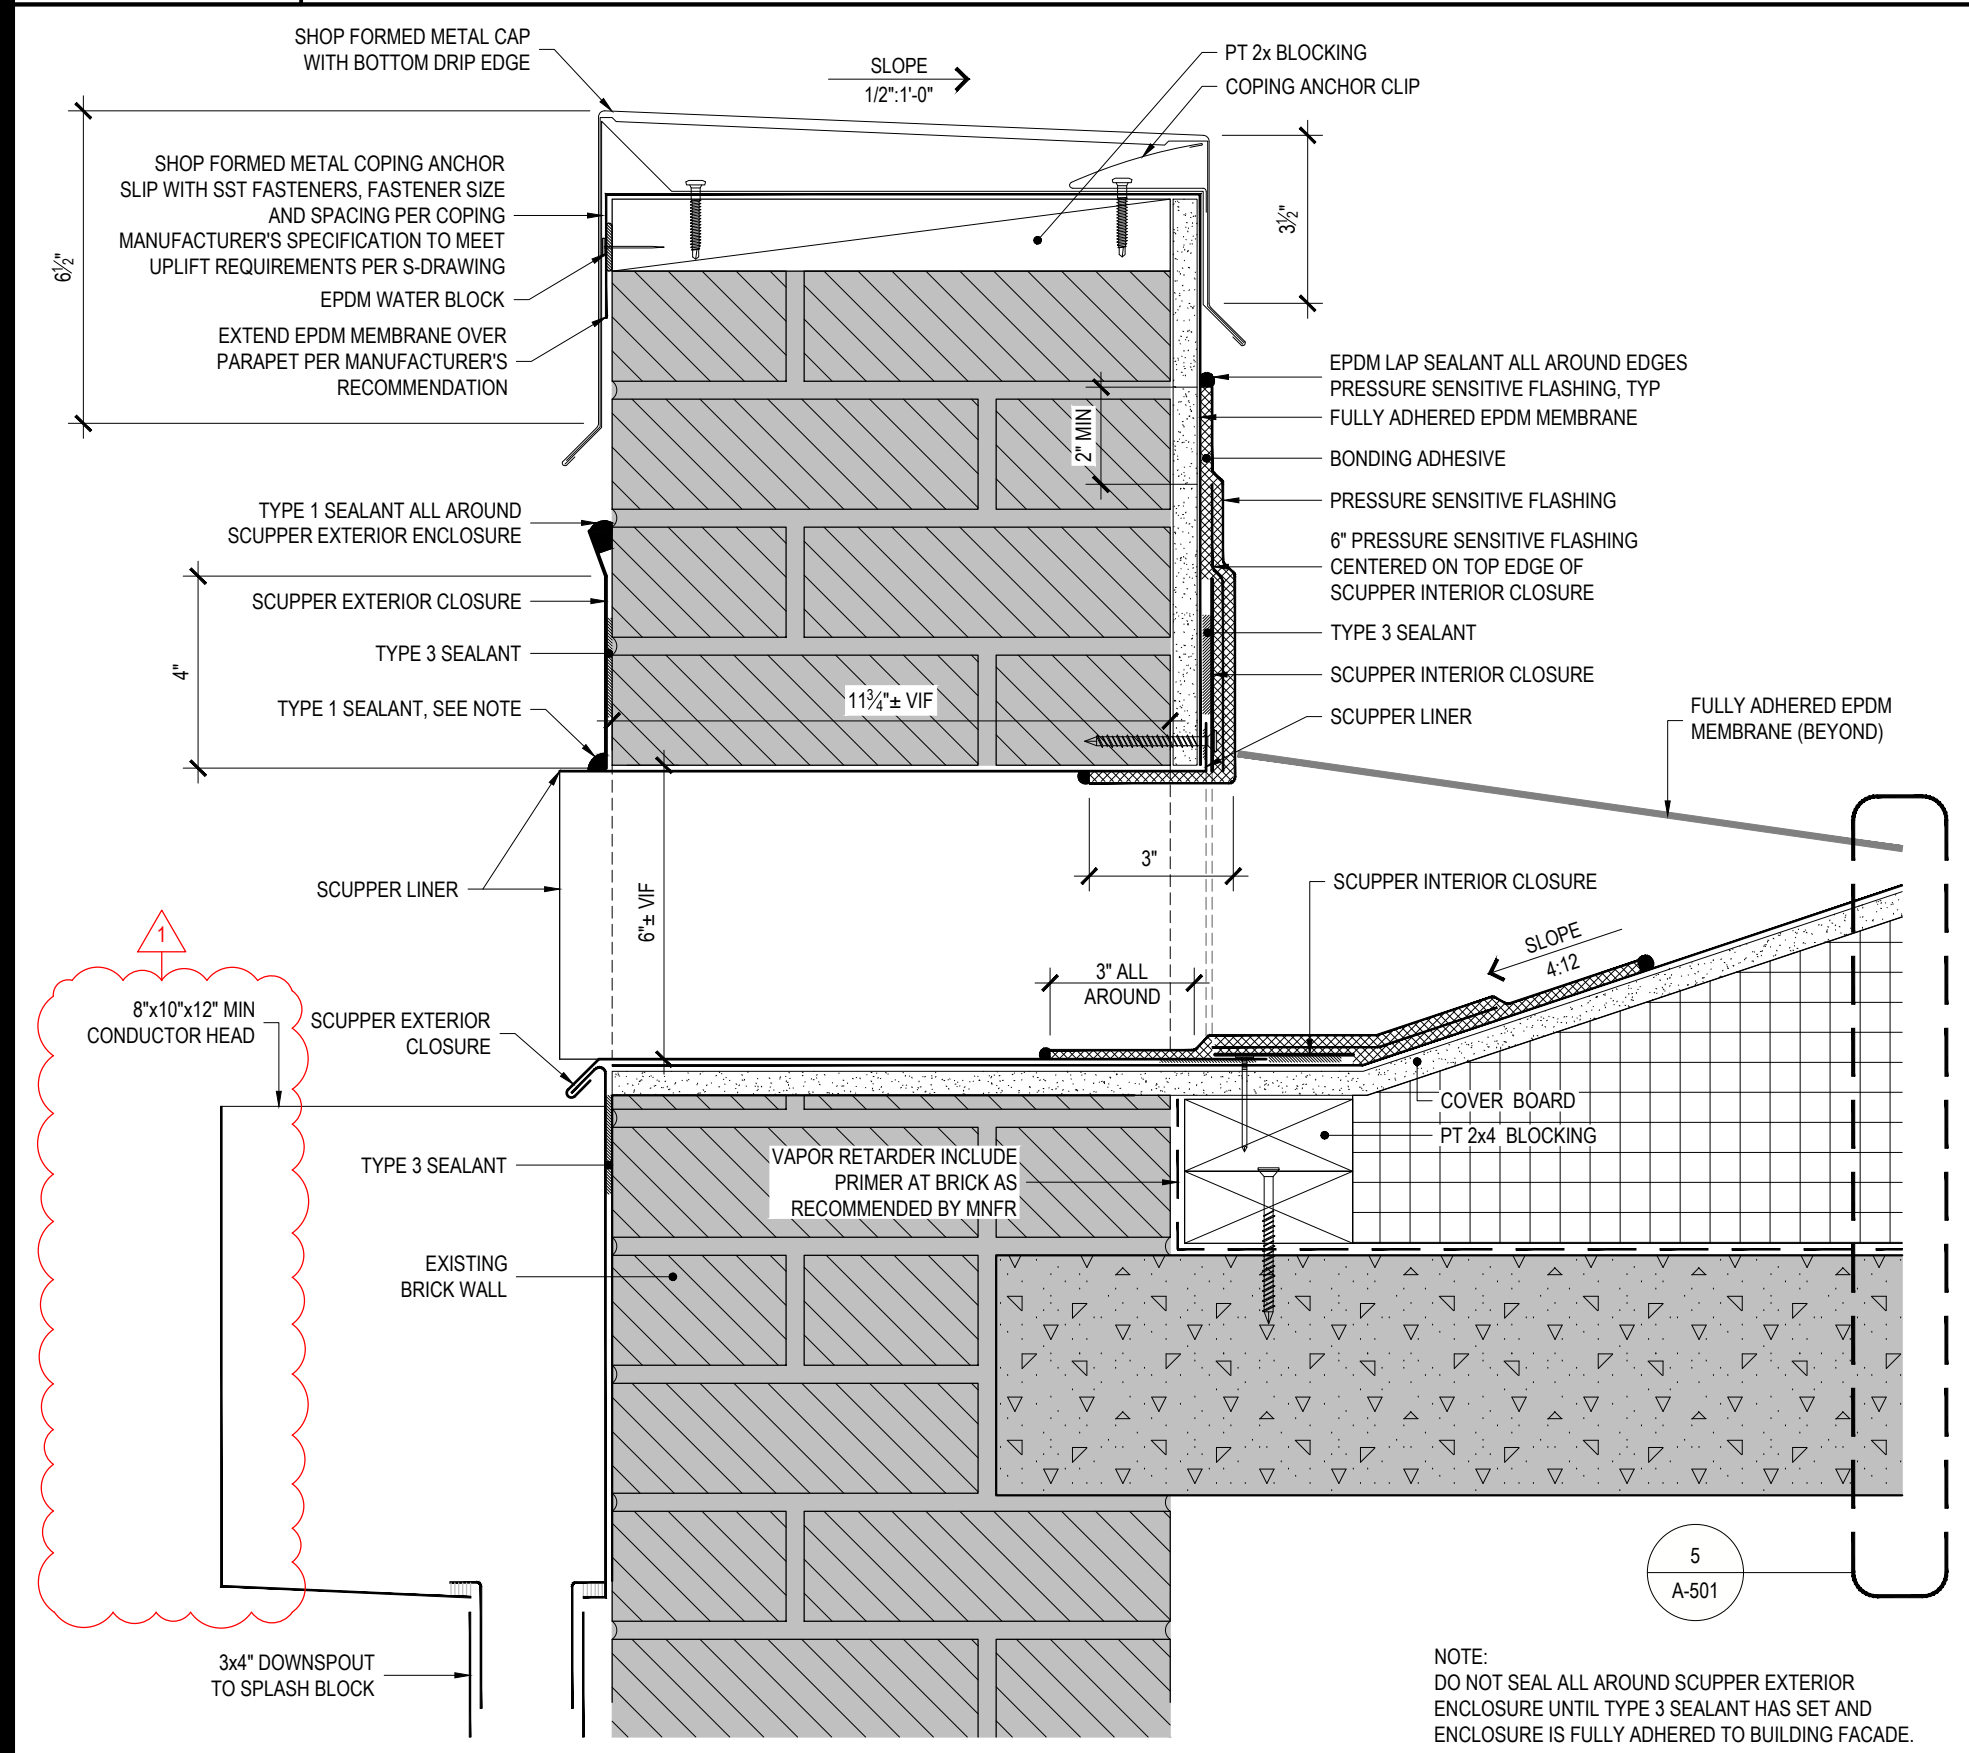 SHOP FORMED METAL CAP
WITH BOTTOM DRIP EDGE
SLOPE
1/2":1'-0"
PT 2x BLOCKING
COPING ANCHOR CLIP
6½"
SHOP FORMED METAL COPING ANCHOR
SLIP WITH SST FASTENERS, FASTENER SIZE
AND SPACING PER COPING
MANUFACTURER'S SPECIFICATION TO MEET
UPLIFT REQUIREMENTS PER S-DRAWING
EPDM WATER BLOCK
EXTEND EPDM MEMBRANE OVER
PARAPET PER MANUFACTURER'S
RECOMMENDATION
3½"
EPDM LAP SEALANT ALL AROUND EDGES
PRESSURE SENSITIVE FLASHING, TYP
FULLY ADHERED EPDM MEMBRANE
2" MIN
BONDING ADHESIVE
PRESSURE SENSITIVE FLASHING
TYPE 1 SEALANT ALL AROUND
SCUPPER EXTERIOR ENCLOSURE
6" PRESSURE SENSITIVE FLASHING
CENTERED ON TOP EDGE OF
SCUPPER INTERIOR CLOSURE
SCUPPER EXTERIOR CLOSURE
TYPE 3 SEALANT
TYPE 3 SEALANT
4"
SCUPPER INTERIOR CLOSURE
11¾"± VIF
TYPE 1 SEALANT, SEE NOTE
SCUPPER LINER
FULLY ADHERED EPDM
MEMBRANE (BEYOND)
3"
SCUPPER LINER
6"± VIF
SCUPPER INTERIOR CLOSURE
1
SLOPE
4:12
3" ALL
AROUND
8"x10"x12" MIN
CONDUCTOR HEAD
SCUPPER EXTERIOR
CLOSURE
COVER BOARD
PT 2x4 BLOCKING
TYPE 3 SEALANT
VAPOR RETARDER INCLUDE
PRIMER AT BRICK AS
RECOMMENDED BY MNFR
EXISTING
BRICK WALL
5
A-501
3x4" DOWNSPOUT
TO SPLASH BLOCK
NOTE:
DO NOT SEAL ALL AROUND SCUPPER EXTERIOR
ENCLOSURE UNTIL TYPE 3 SEALANT HAS SET AND
ENCLOSURE IS FULLY ADHERED TO BUILDING FACADE.